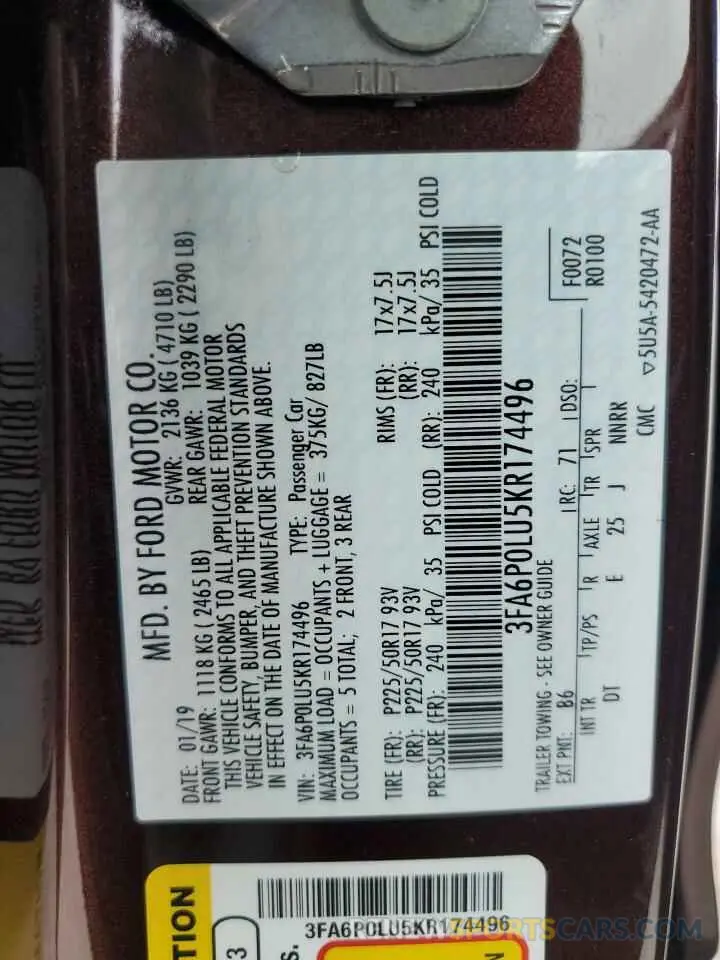 MFD. BY FORD MOTOR CO.
DATE: 01/19 GVWR: 2136 KG ( 4710 LB)
FRONT GAWR: 1118 KG ( 2465 LB) REAR GAWR: 1039 KG ( 2290 LB)
THIS VEHICLE CONFORMS TO ALL APPLICABLE FEDERAL MOTOR
VEHICLE SAFETY, BUMPER, AND THEFT PREVENTION STANDARDS
IN EFFECT ON THE DATE OF MANUFACTURE SHOWN ABOVE.
VIN: 3FA6P0LU5KR174496 TYPE: Passenger Car
MAXIMUM LOAD = OCCUPANTS + LUGGAGE = 375KG/ 827LB
OCCUPANTS = 5 TOTAL; 2 FRONT, 3 REAR
TIRE (FR): P225/50R17 93V RIMS (FR): 17x7.5J
(RR): P225/50R17 93V (RR): 17x7.5J
PRESSURE (FR): 240 kPa/ 35 PSI COLD (RR): 240 kPa/ 35 PSI COLD
3FA6P0LU5KR174496
TRAILER TOWING - SEE OWNER GUIDE F0072
EXT PNT: B6 RC: 71 DSO: R0100
INT TR TP/PS R AXLE TR SPR
DT E 25 J NNRR
CMC ▽5U5A-5420472-AA
3FA6P0LU5KR174496